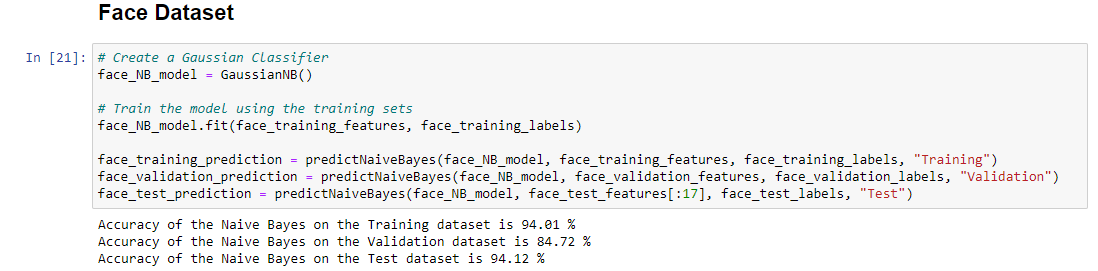 Face Dataset
In [21]: # Create a Gaussian Classifier
face_NB_model = GaussianNB()
# Train the model using the training sets
face_NB_model.fit(face_training_features, face_training_labels)
face_training_prediction = predictNaiveBayes(face_NB_model, face_training_features, face_training_labels, "Training")
face_validation_prediction = predictNaiveBayes(face_NB_model, face_validation_features, face_validation_labels, "Validation")
face_test_prediction = predictNaiveBayes(face_NB_model, face_test_features[:17], face_test_labels, "Test")
Accuracy of the Naive Bayes on the Training dataset is 94.01 %
Accuracy of the Naive Bayes on the Validation dataset is 84.72 %
Accuracy of the Naive Bayes on the Test dataset is 94.12 %